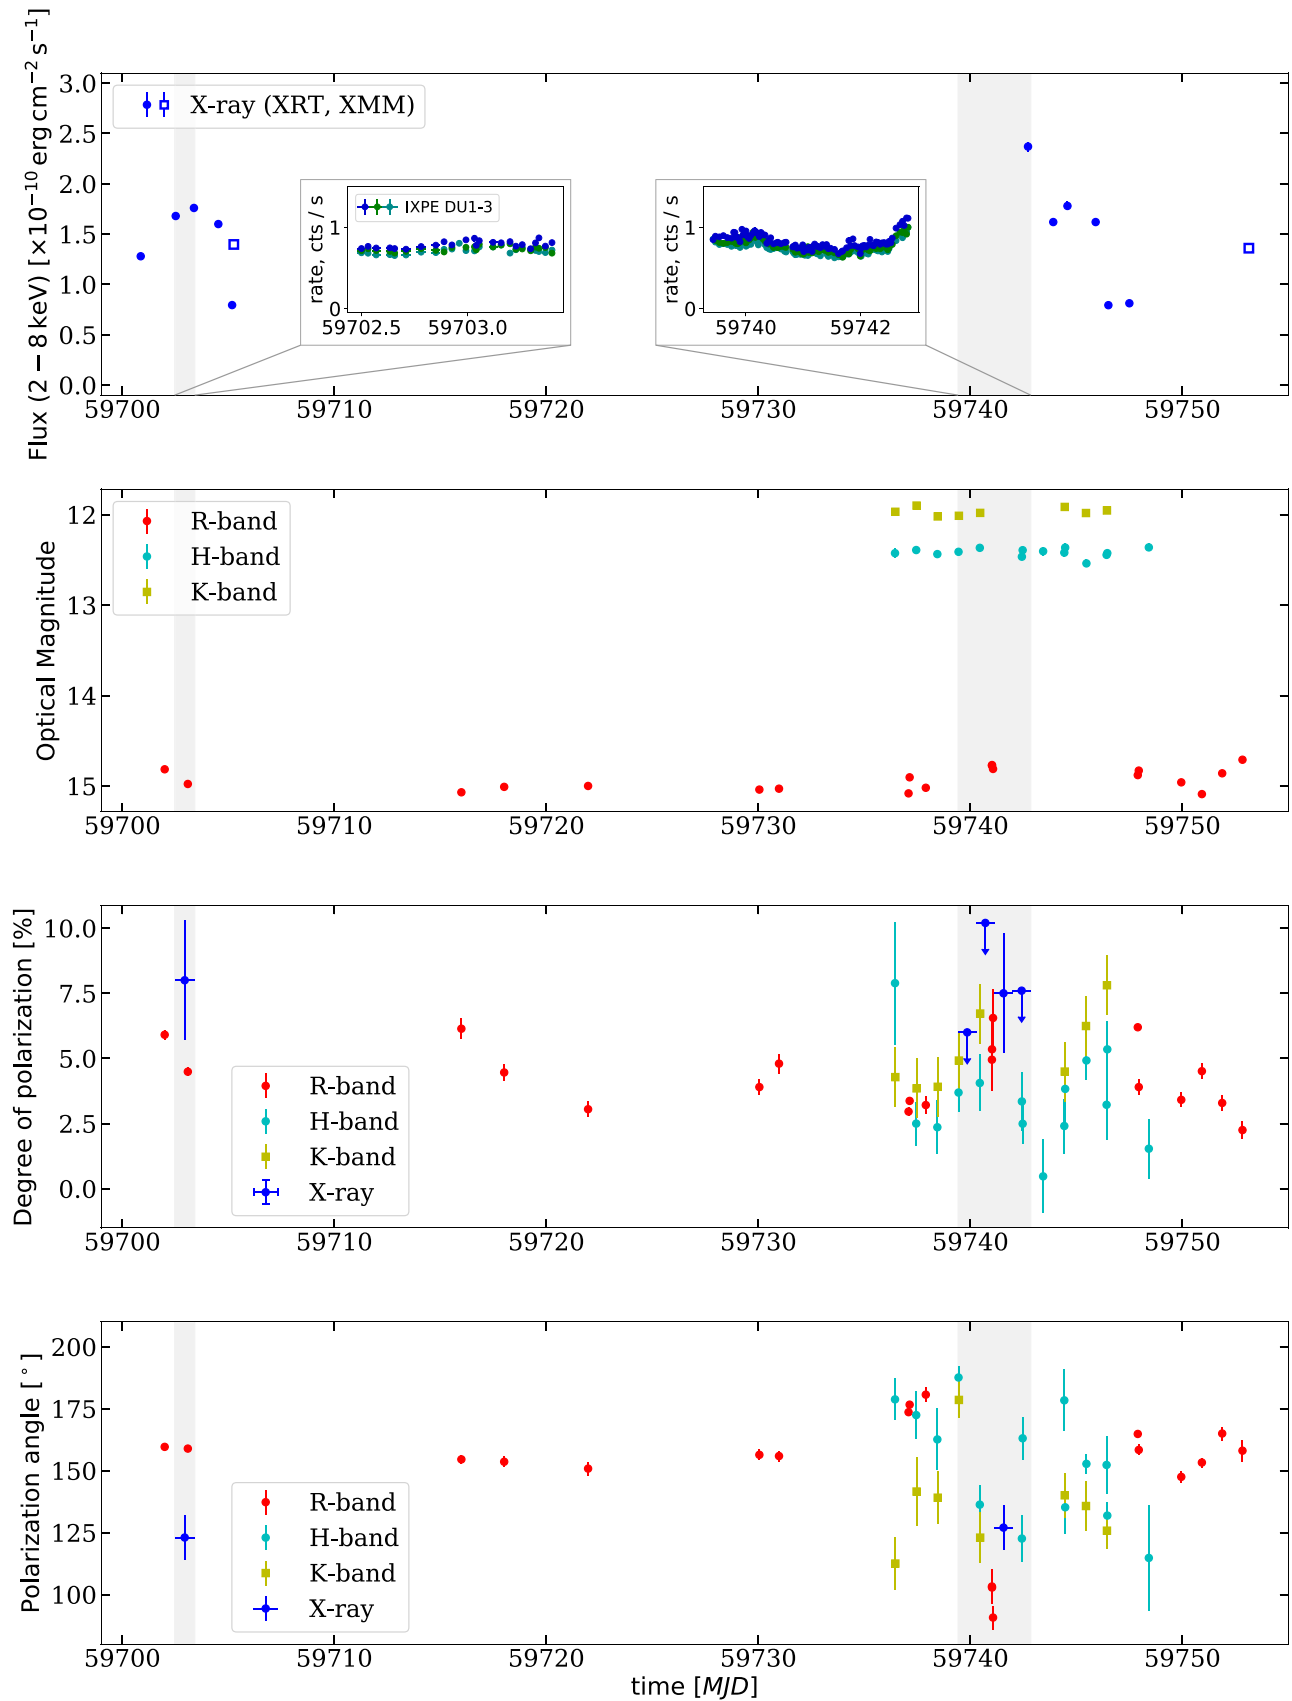 Flux (2 − 8 keV) [×10⁻¹⁰ erg cm⁻² s⁻¹]
3.0
2.5
2.0
1.5
1.0
0.5
0.0
X-ray (XRT, XMM)
rate, cts / s
1
0
IXPE DU1-3
59702.5 59703.0
rate, cts / s
1
0
59740 59742
59700 59710 59720 59730 59740 59750
Optical Magnitude
12
13
14
15
R-band
H-band
K-band
59700 59710 59720 59730 59740 59750
Degree of polarization [%]
10.0
7.5
5.0
2.5
0.0
R-band
H-band
K-band
X-ray
59700 59710 59720 59730 59740 59750
Polarization angle [°]
200
175
150
125
100
R-band
H-band
K-band
X-ray
59700 59710 59720 59730 59740 59750
time [MJD]